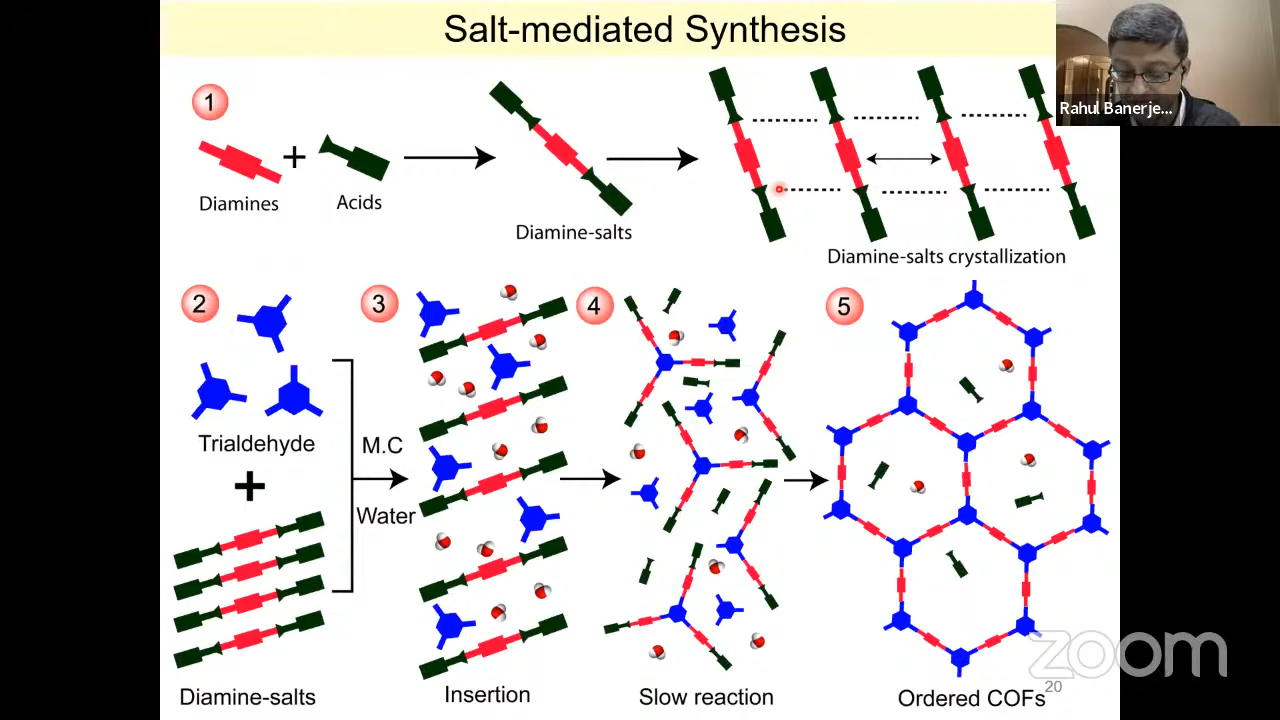 Salt-mediated Synthesis
Rahul Banerje...
1
Diamines
+
Acids
Diamine-salts
Diamine-salts crystallization
2
Trialdehyde
+
Diamine-salts
M.C
Water
3
Insertion
4
Slow reaction
5
Ordered COFs
20
zoom